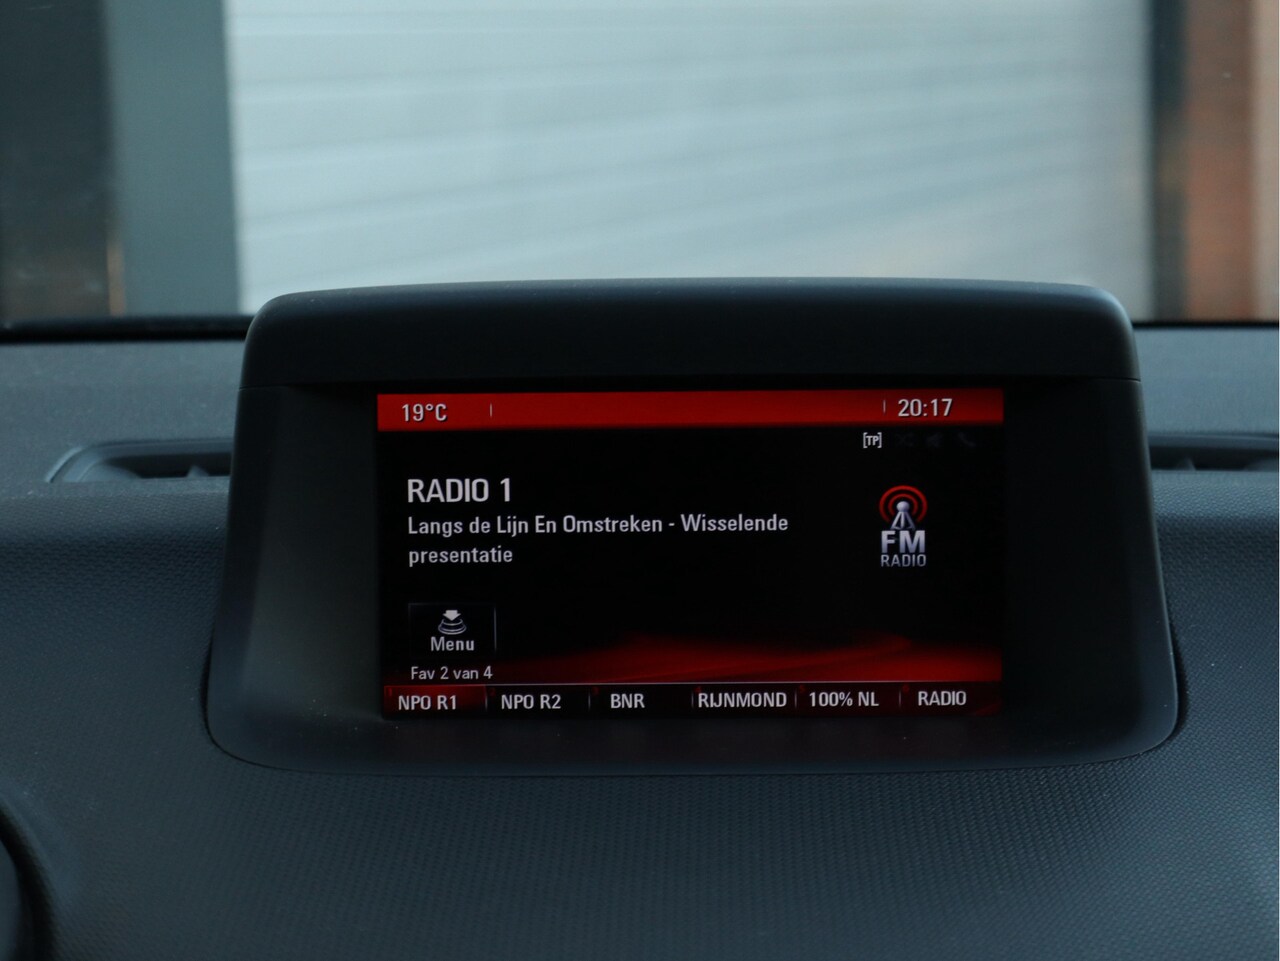 19°C 20:17
[TP]
RADIO 1
Langs de Lijn En Omstreken - Wisselende
presentatie
FM
RADIO
Menu
Fav 2 van 4
NPO R1 NPO R2 BNR RIJNMOND 100% NL RADIO